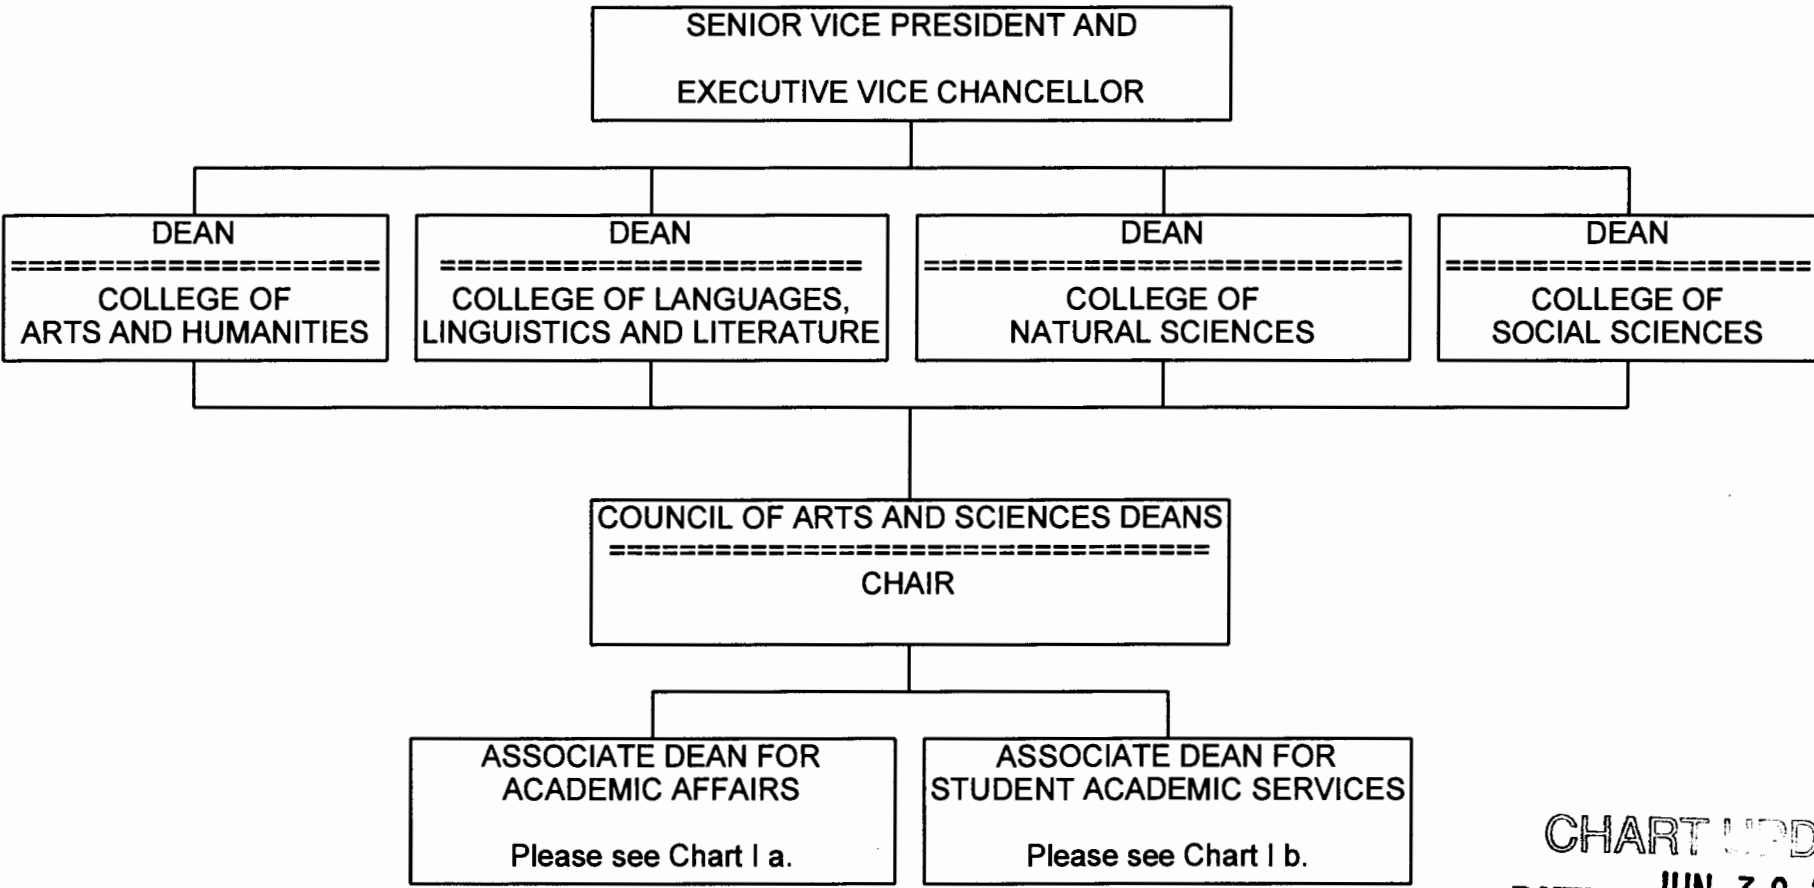 SENIOR VICE PRESIDENT AND
EXECUTIVE VICE CHANCELLOR
DEAN
=====================
COLLEGE OF
ARTS AND HUMANITIES
DEAN
========================
COLLEGE OF LANGUAGES,
LINGUISTICS AND LITERATURE
DEAN
===========================
COLLEGE OF
NATURAL SCIENCES
DEAN
=====================
COLLEGE OF
SOCIAL SCIENCES
COUNCIL OF ARTS AND SCIENCES DEANS
==================================
CHAIR
ASSOCIATE DEAN FOR
ACADEMIC AFFAIRS
Please see Chart I a.
ASSOCIATE DEAN FOR
STUDENT ACADEMIC SERVICES
Please see Chart I b.
CHART
JUN 30